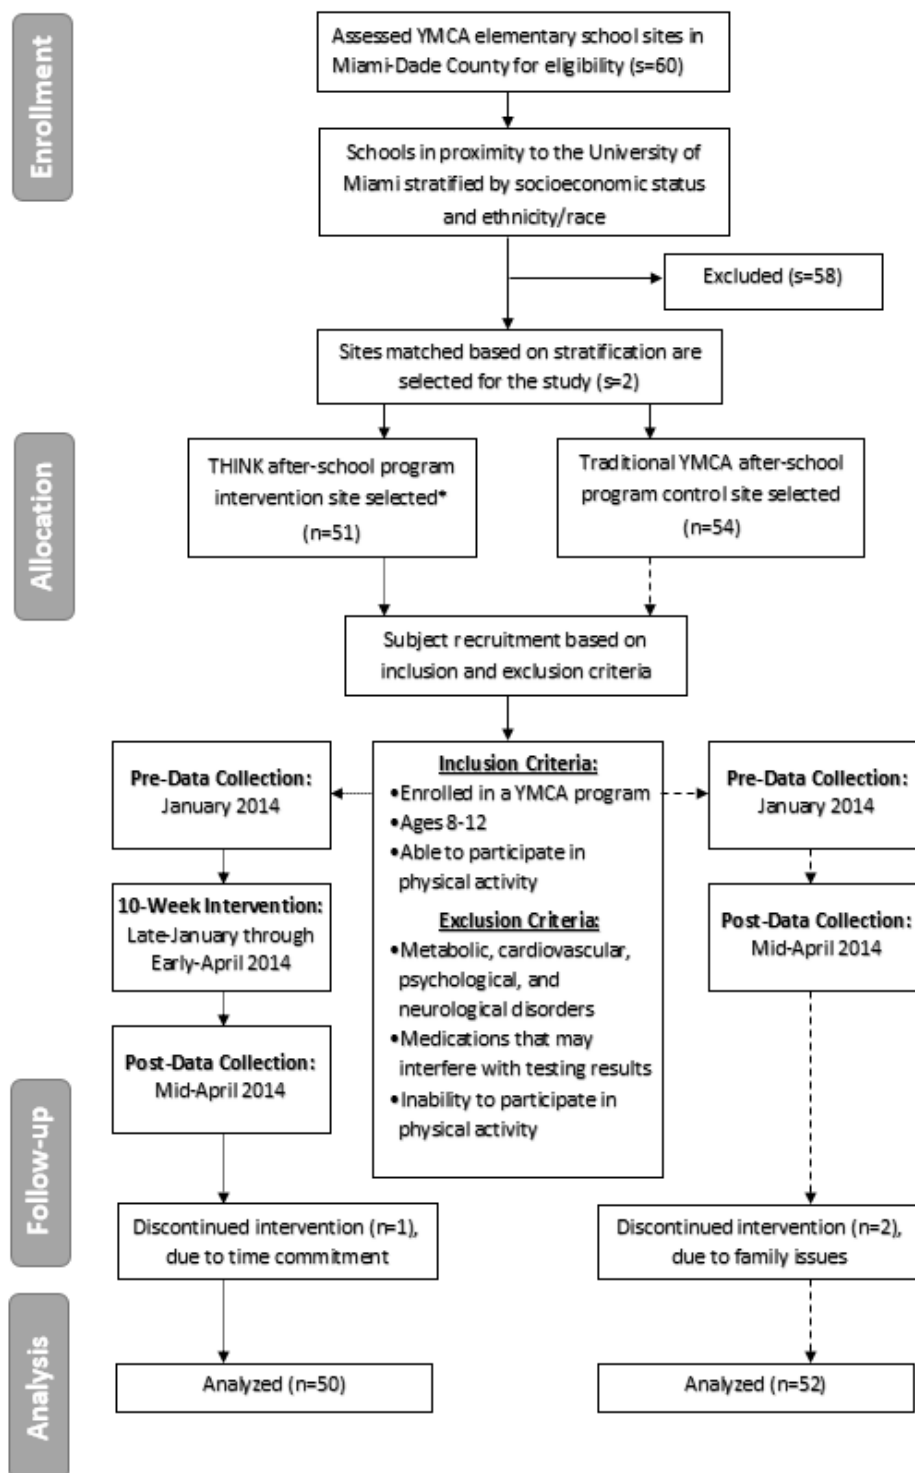 Enrollment
Assessed YMCA elementary school sites in
Miami-Dade County for eligibility (s=60)
Schools in proximity to the University of
Miami stratified by socioeconomic status
and ethnicity/race
Excluded (s=58)
Sites matched based on stratification are
selected for the study (s=2)
Allocation
THINK after-school program
intervention site selected*
(n=51)
Traditional YMCA after-school
program control site selected
(n=54)
Subject recruitment based on
inclusion and exclusion criteria
Pre-Data Collection:
January 2014
10-Week Intervention:
Late-January through
Early-April 2014
Post-Data Collection:
Mid-April 2014
Inclusion Criteria:
•Enrolled in a YMCA program
•Ages 8-12
•Able to participate in
physical activity
Exclusion Criteria:
•Metabolic, cardiovascular,
psychological, and
neurological disorders
•Medications that may
interfere with testing results
•Inability to participate in
physical activity
Pre-Data Collection:
January 2014
Post-Data Collection:
Mid-April 2014
Follow-up
Discontinued intervention (n=1),
due to time commitment
Discontinued intervention (n=2),
due to family issues
Analysis
Analyzed (n=50)
Analyzed (n=52)